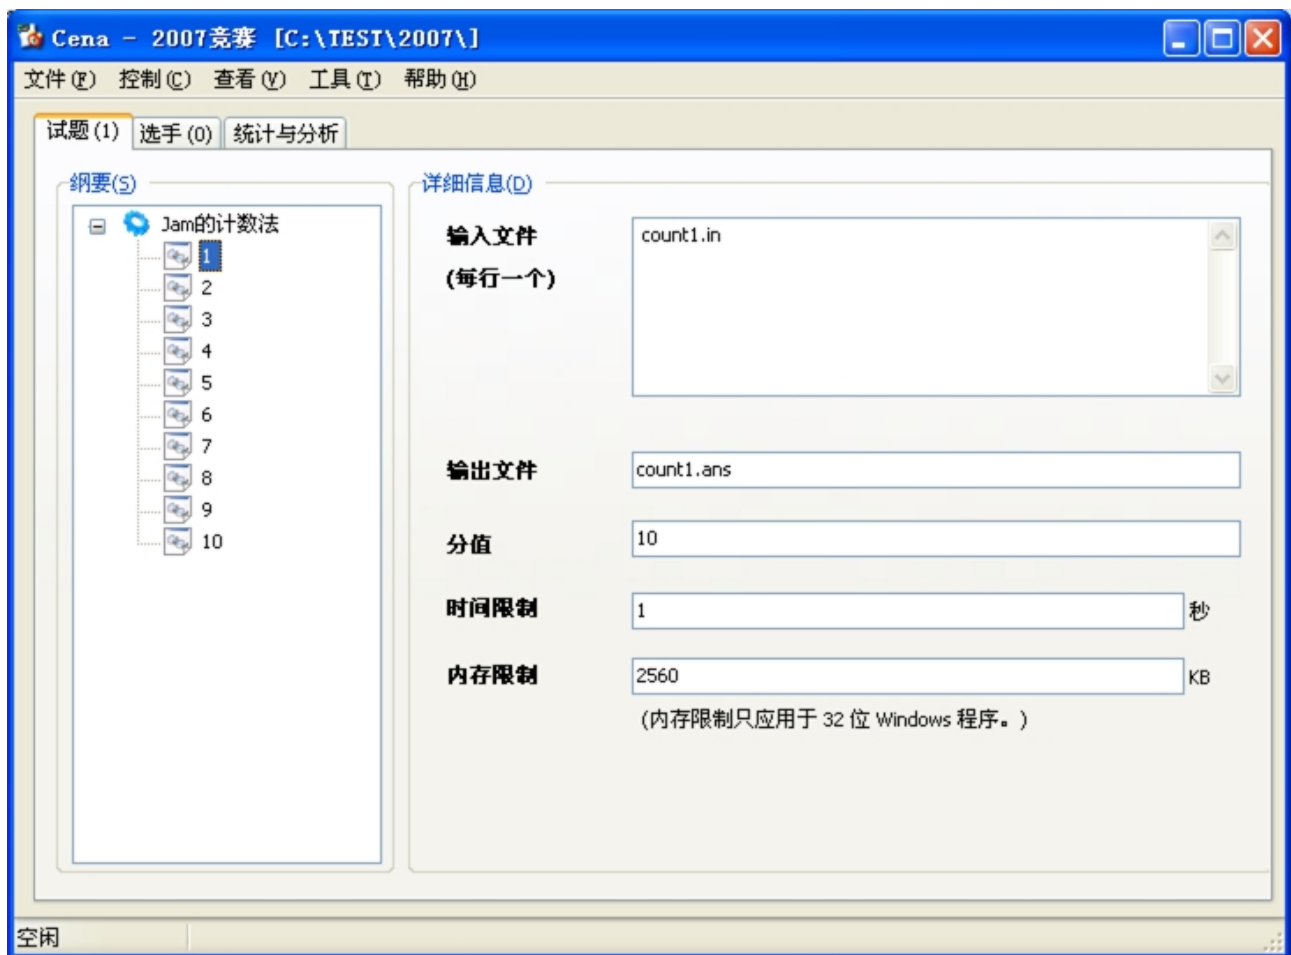 Cena - 2007竞赛 [C:\TEST\2007\]
文件(F) 控制(C) 查看(V) 工具(T) 帮助(H)
试题(1) 选手(0) 统计与分析
纲要(S)
Jam的计数法
1
2
3
4
5
6
7
8
9
10
详细信息(D)
输入文件
(每行一个)
count1.in
输出文件 count1.ans
分值 10
时间限制 1 秒
内存限制 2560 KB
(内存限制只应用于 32 位 Windows 程序。)
空闲